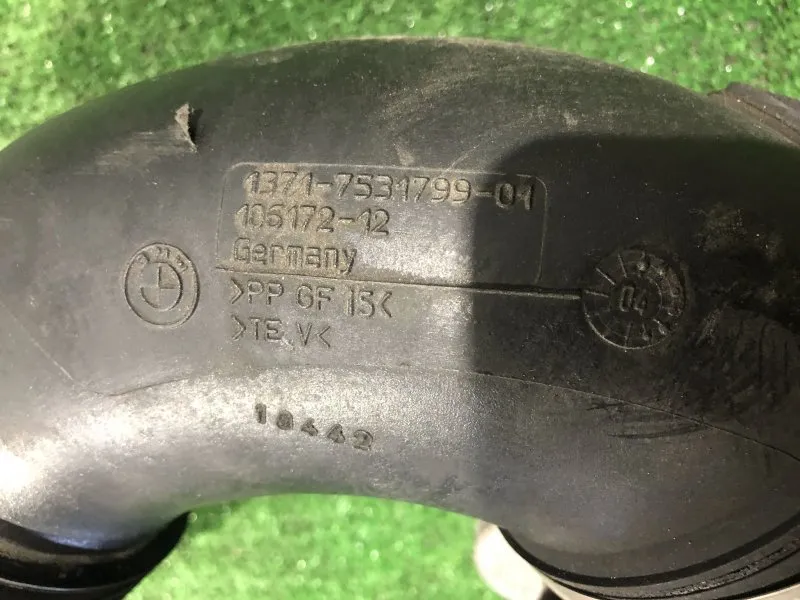 1371-7531799-01
106172-12
Germany
>PP GF 15<
>TE.V<
04
18442